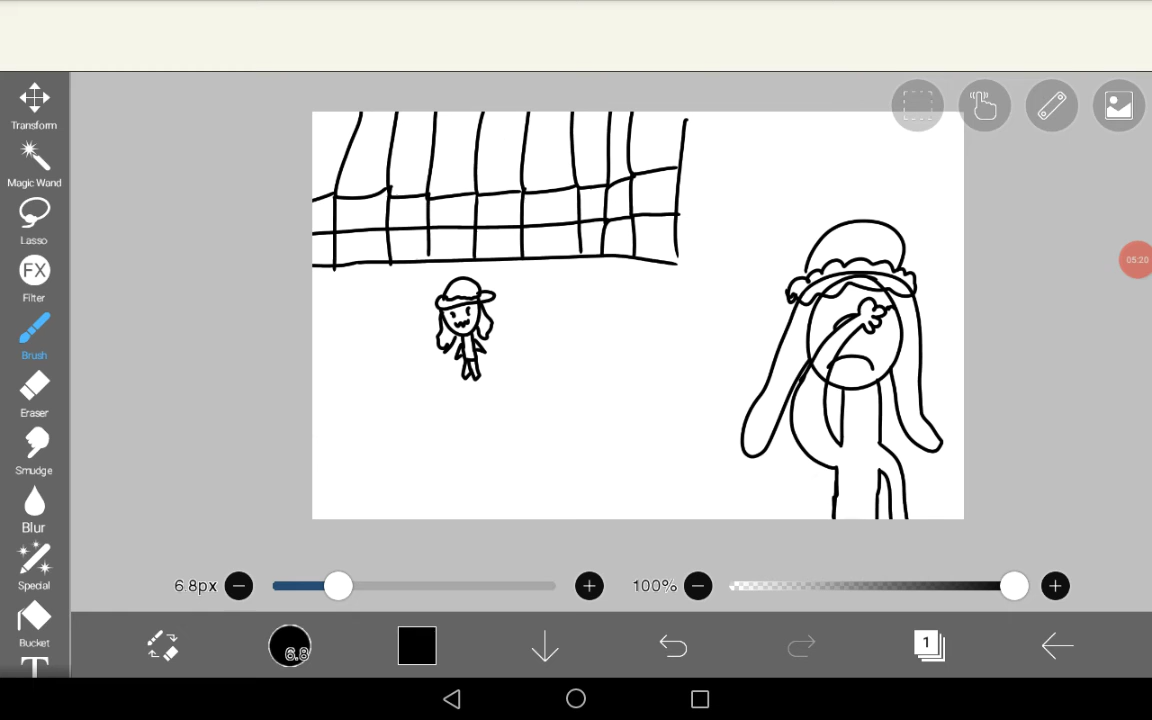 Transform
Magic Wand
Lasso
FX
Filter
Brush
Eraser
Smudge
Blur
Special
Bucket
T
05:20
6.8px
100%
6.8
1